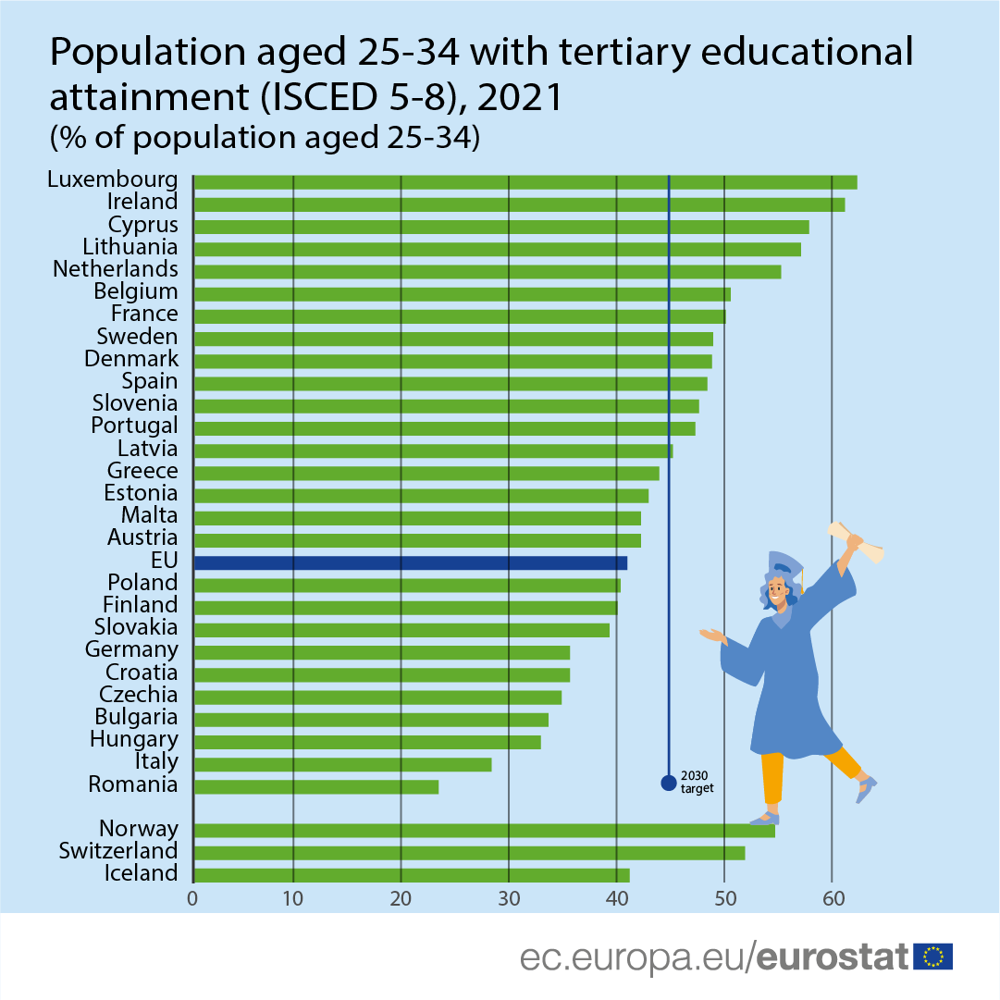 Population aged 25-34 with tertiary educational
attainment (ISCED 5-8), 2021
(% of population aged 25-34)
Luxembourg
Ireland
Cyprus
Lithuania
Netherlands
Belgium
France
Sweden
Denmark
Spain
Slovenia
Portugal
Latvia
Greece
Estonia
Malta
Austria
EU
Poland
Finland
Slovakia
Germany
Croatia
Czechia
Bulgaria
Hungary
Italy
Romania
2030
target
Norway
Switzerland
Iceland
0 10 20 30 40 50 60
ec.europa.eu/eurostat